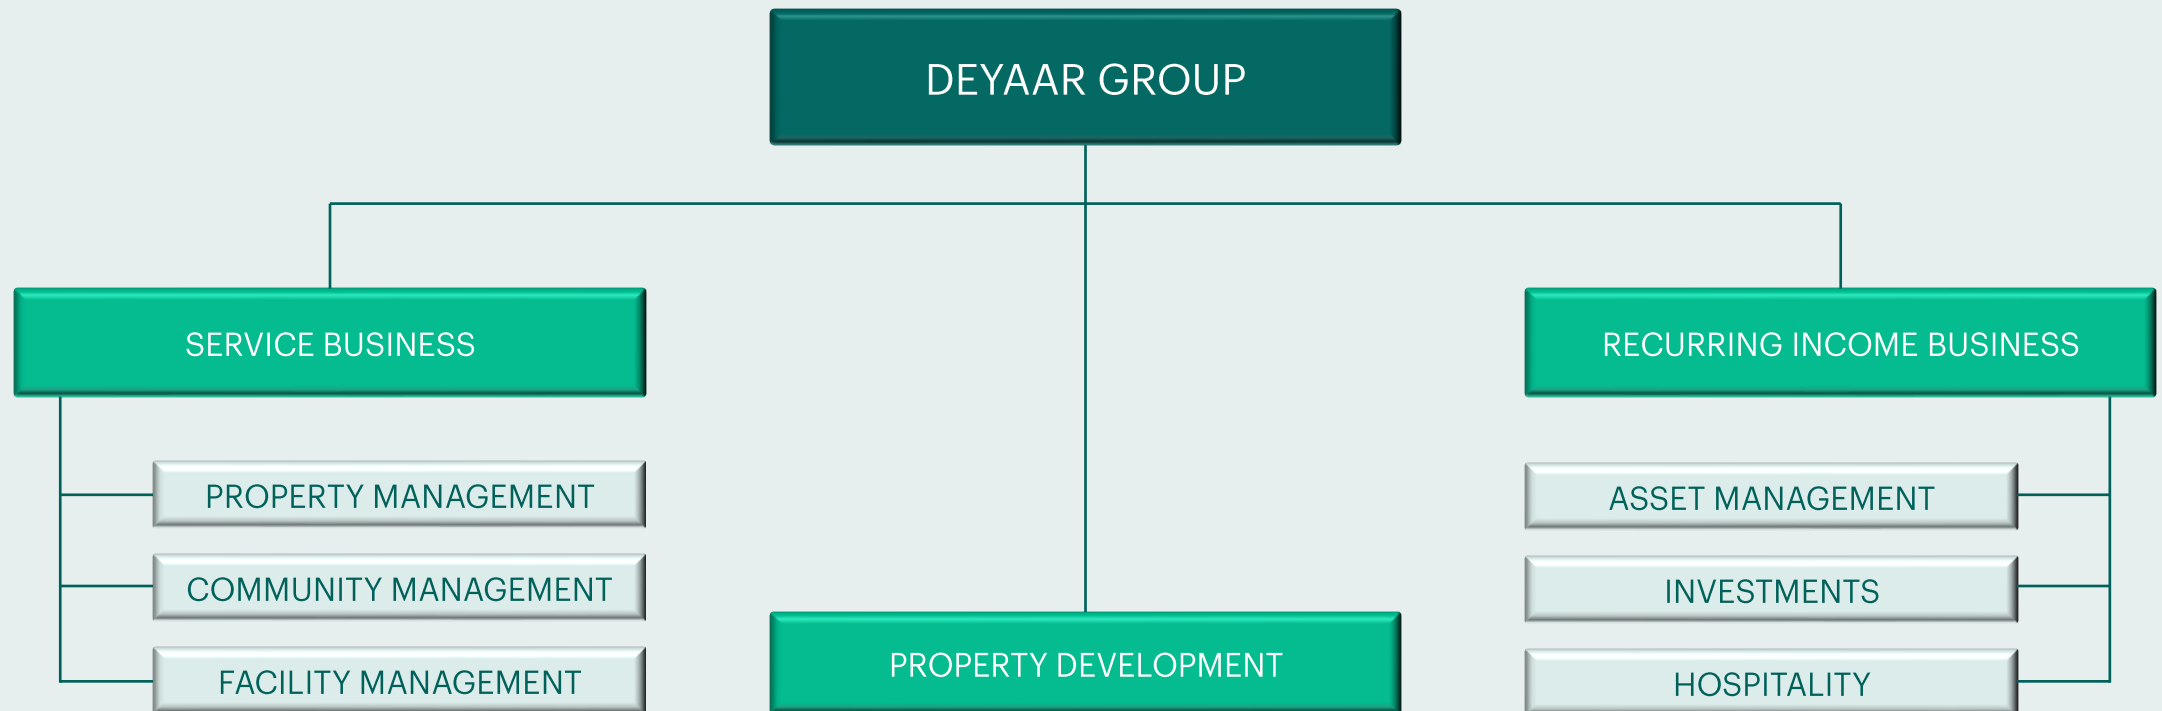 DEYAAR GROUP
SERVICE BUSINESS
RECURRING INCOME BUSINESS
PROPERTY MANAGEMENT
COMMUNITY MANAGEMENT
FACILITY MANAGEMENT
PROPERTY DEVELOPMENT
ASSET MANAGEMENT
INVESTMENTS
HOSPITALITY